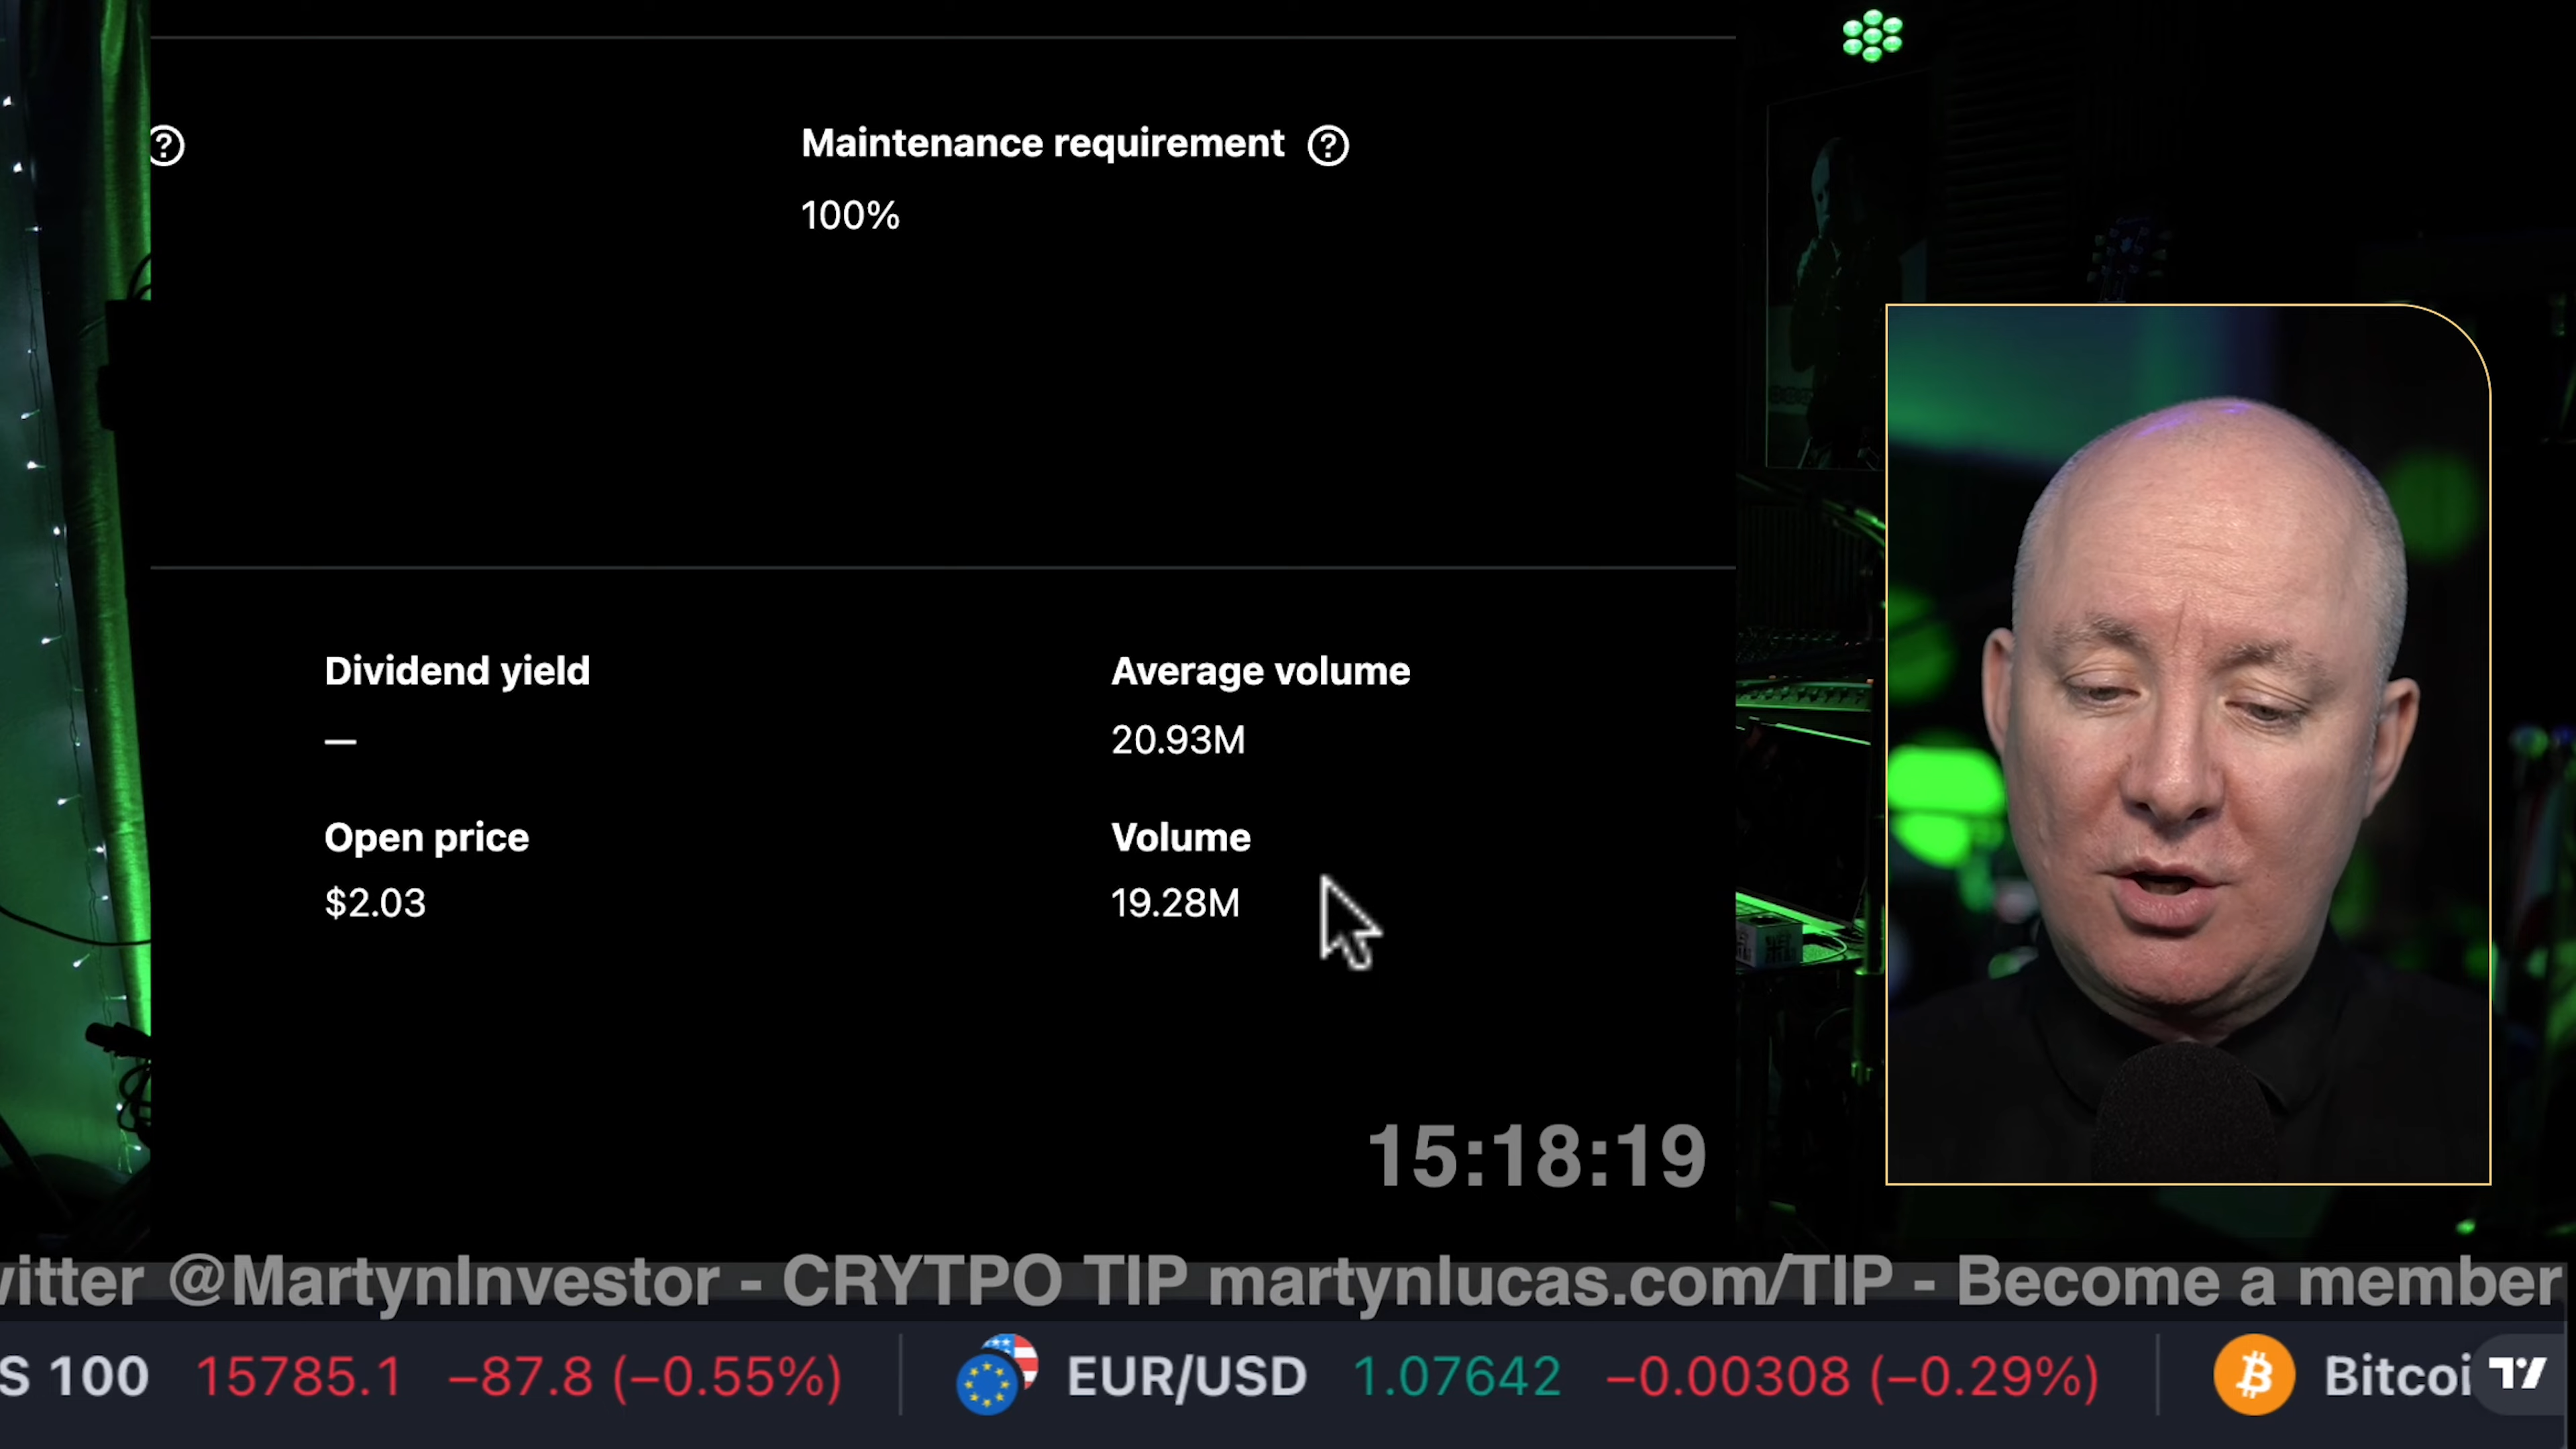 Maintenance requirement ?
100%
Dividend yield
Average volume
—
20.93M
Open price
Volume
$2.03
19.28M
15:18:19
@MartynInvestor - CRYTPO TIP martynlucas.com/TIP - Become a member
100 15785.1 −87.8 (−0.55%) EUR/USD 1.07642 −0.00308 (−0.29%)